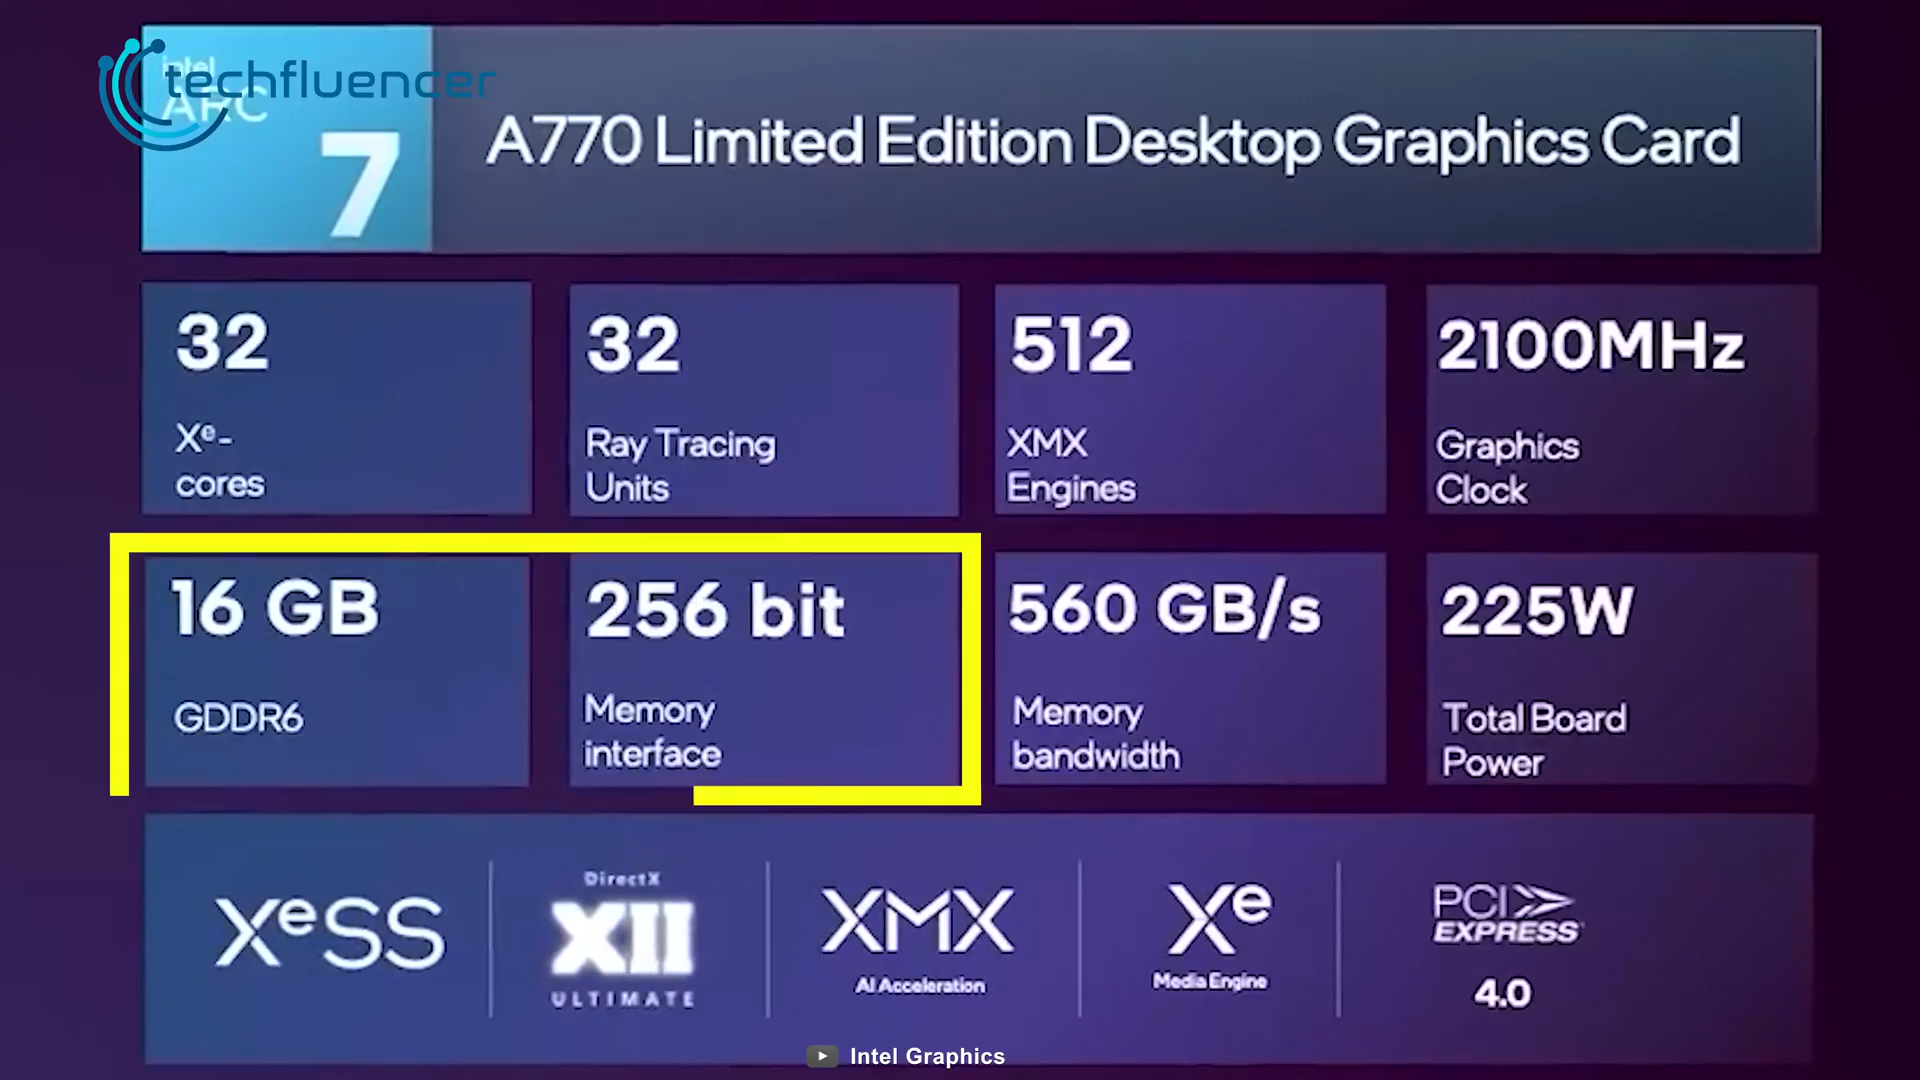 intel
ARC
techfluencer
7
A770 Limited Edition Desktop Graphics Card
32
Xᵉ-
cores
32
Ray Tracing
Units
512
XMX
Engines
2100MHz
Graphics
Clock
16 GB
GDDR6
256 bit
Memory
interface
560 GB/s
Memory
bandwidth
225W
Total Board
Power
XᵉSS
DirectX
XII
ULTIMATE
XMX
AI Acceleration
Xᵉ
Media Engine
PCI
EXPRESS
4.0
Intel Graphics